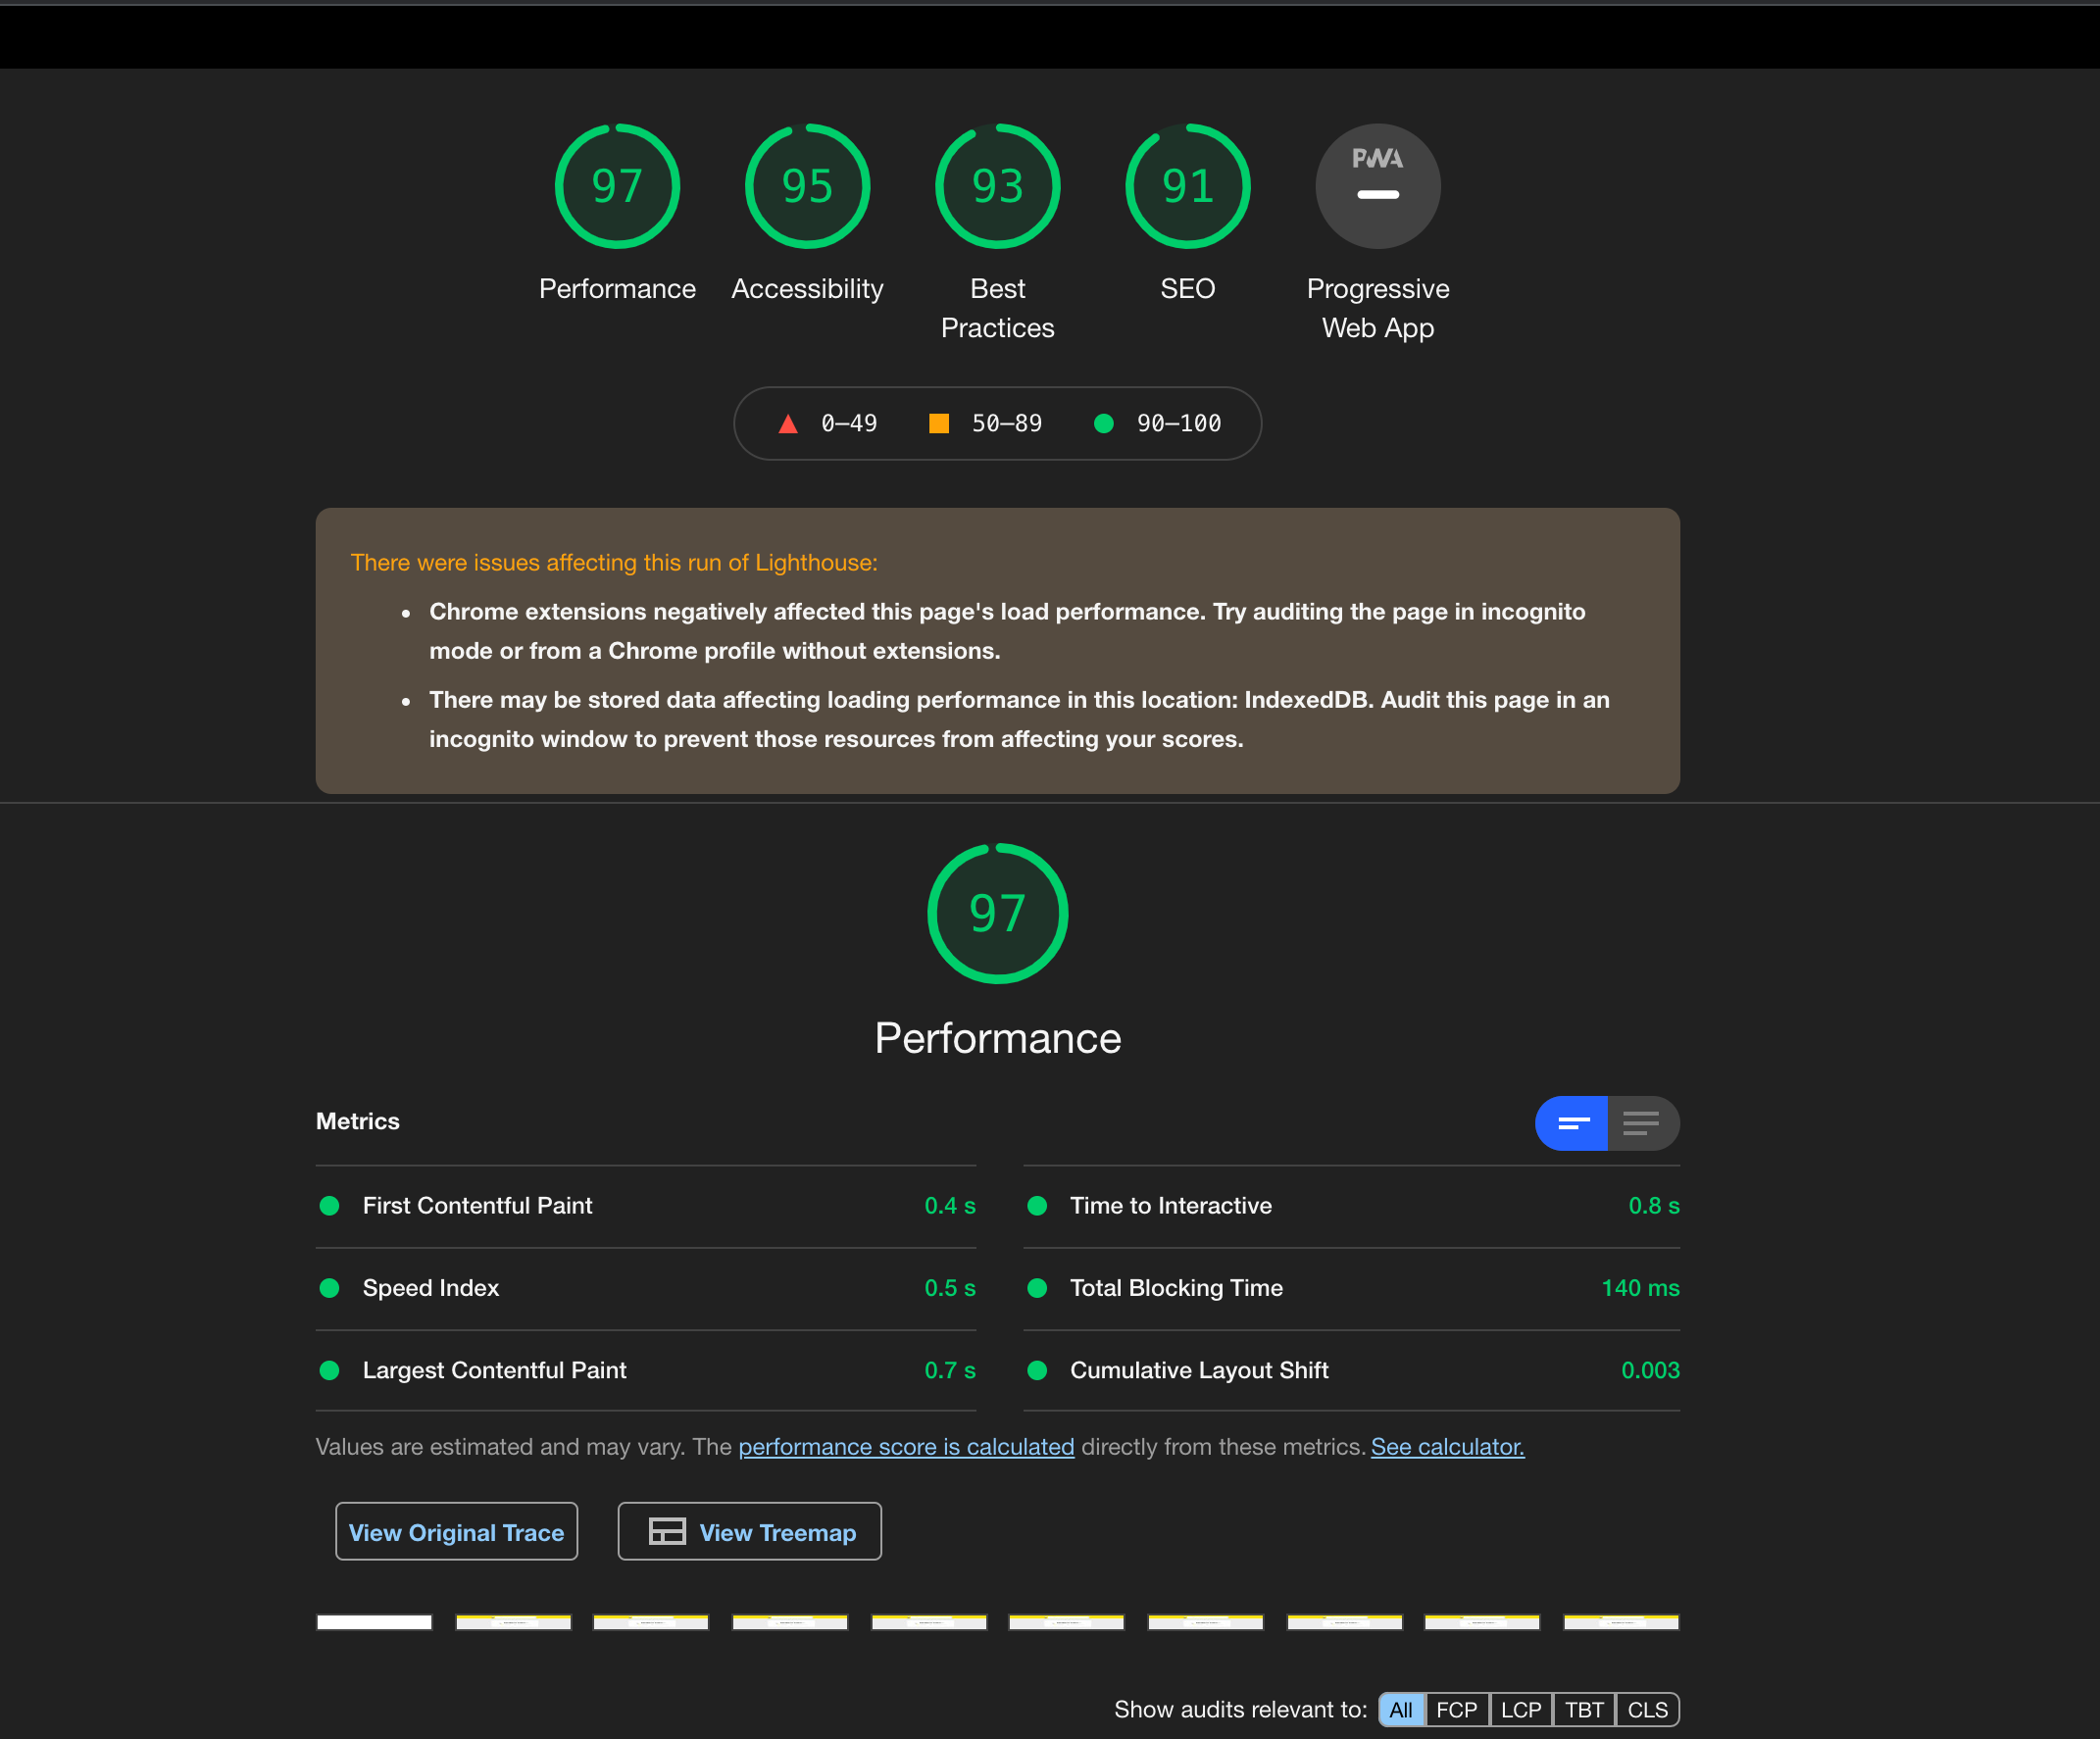 97
95
93
91
PWA
Performance
Accessibility
Best
Practices
SEO
Progressive
Web App
0–49
50–89
90–100
There were issues affecting this run of Lighthouse:
Chrome extensions negatively affected this page's load performance. Try auditing the page in incognito
mode or from a Chrome profile without extensions.
There may be stored data affecting loading performance in this location: IndexedDB. Audit this page in an
incognito window to prevent those resources from affecting your scores.
97
Performance
Metrics
First Contentful Paint 0.4 s
Time to Interactive 0.8 s
Speed Index 0.5 s
Total Blocking Time 140 ms
Largest Contentful Paint 0.7 s
Cumulative Layout Shift 0.003
Values are estimated and may vary. The performance score is calculated directly from these metrics. See calculator.
View Original Trace
View Treemap
Show audits relevant to: All FCP LCP TBT CLS